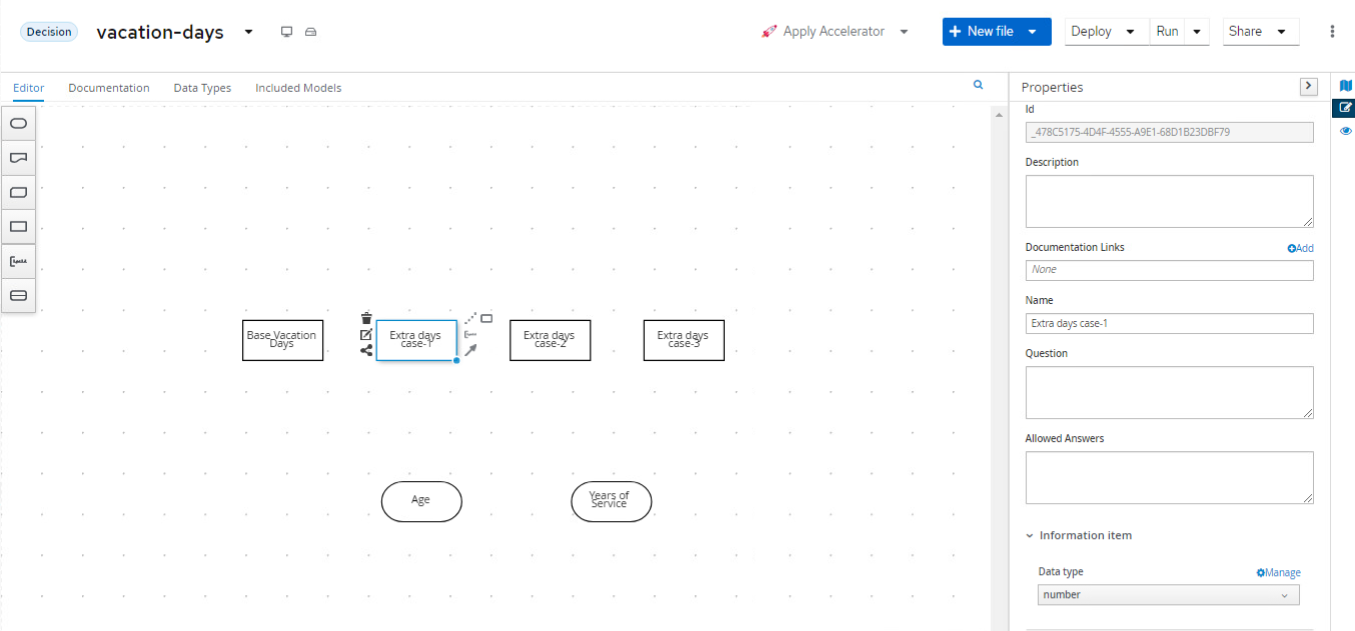 Decision
vacation-days
Apply Accelerator
New file
Deploy
Run
Share
Editor
Documentation
Data Types
Included Models
Properties
Id
_478C5175-4D4F-4555-A9E1-68D1B23DBF79
Description
Documentation Links
Add
None
Name
Extra days case-1
Question
Allowed Answers
Information item
Data type
Manage
number
Base Vacation
Days
Extra days
case-1
Extra days
case-2
Extra days
case-3
Age
Years of
Service